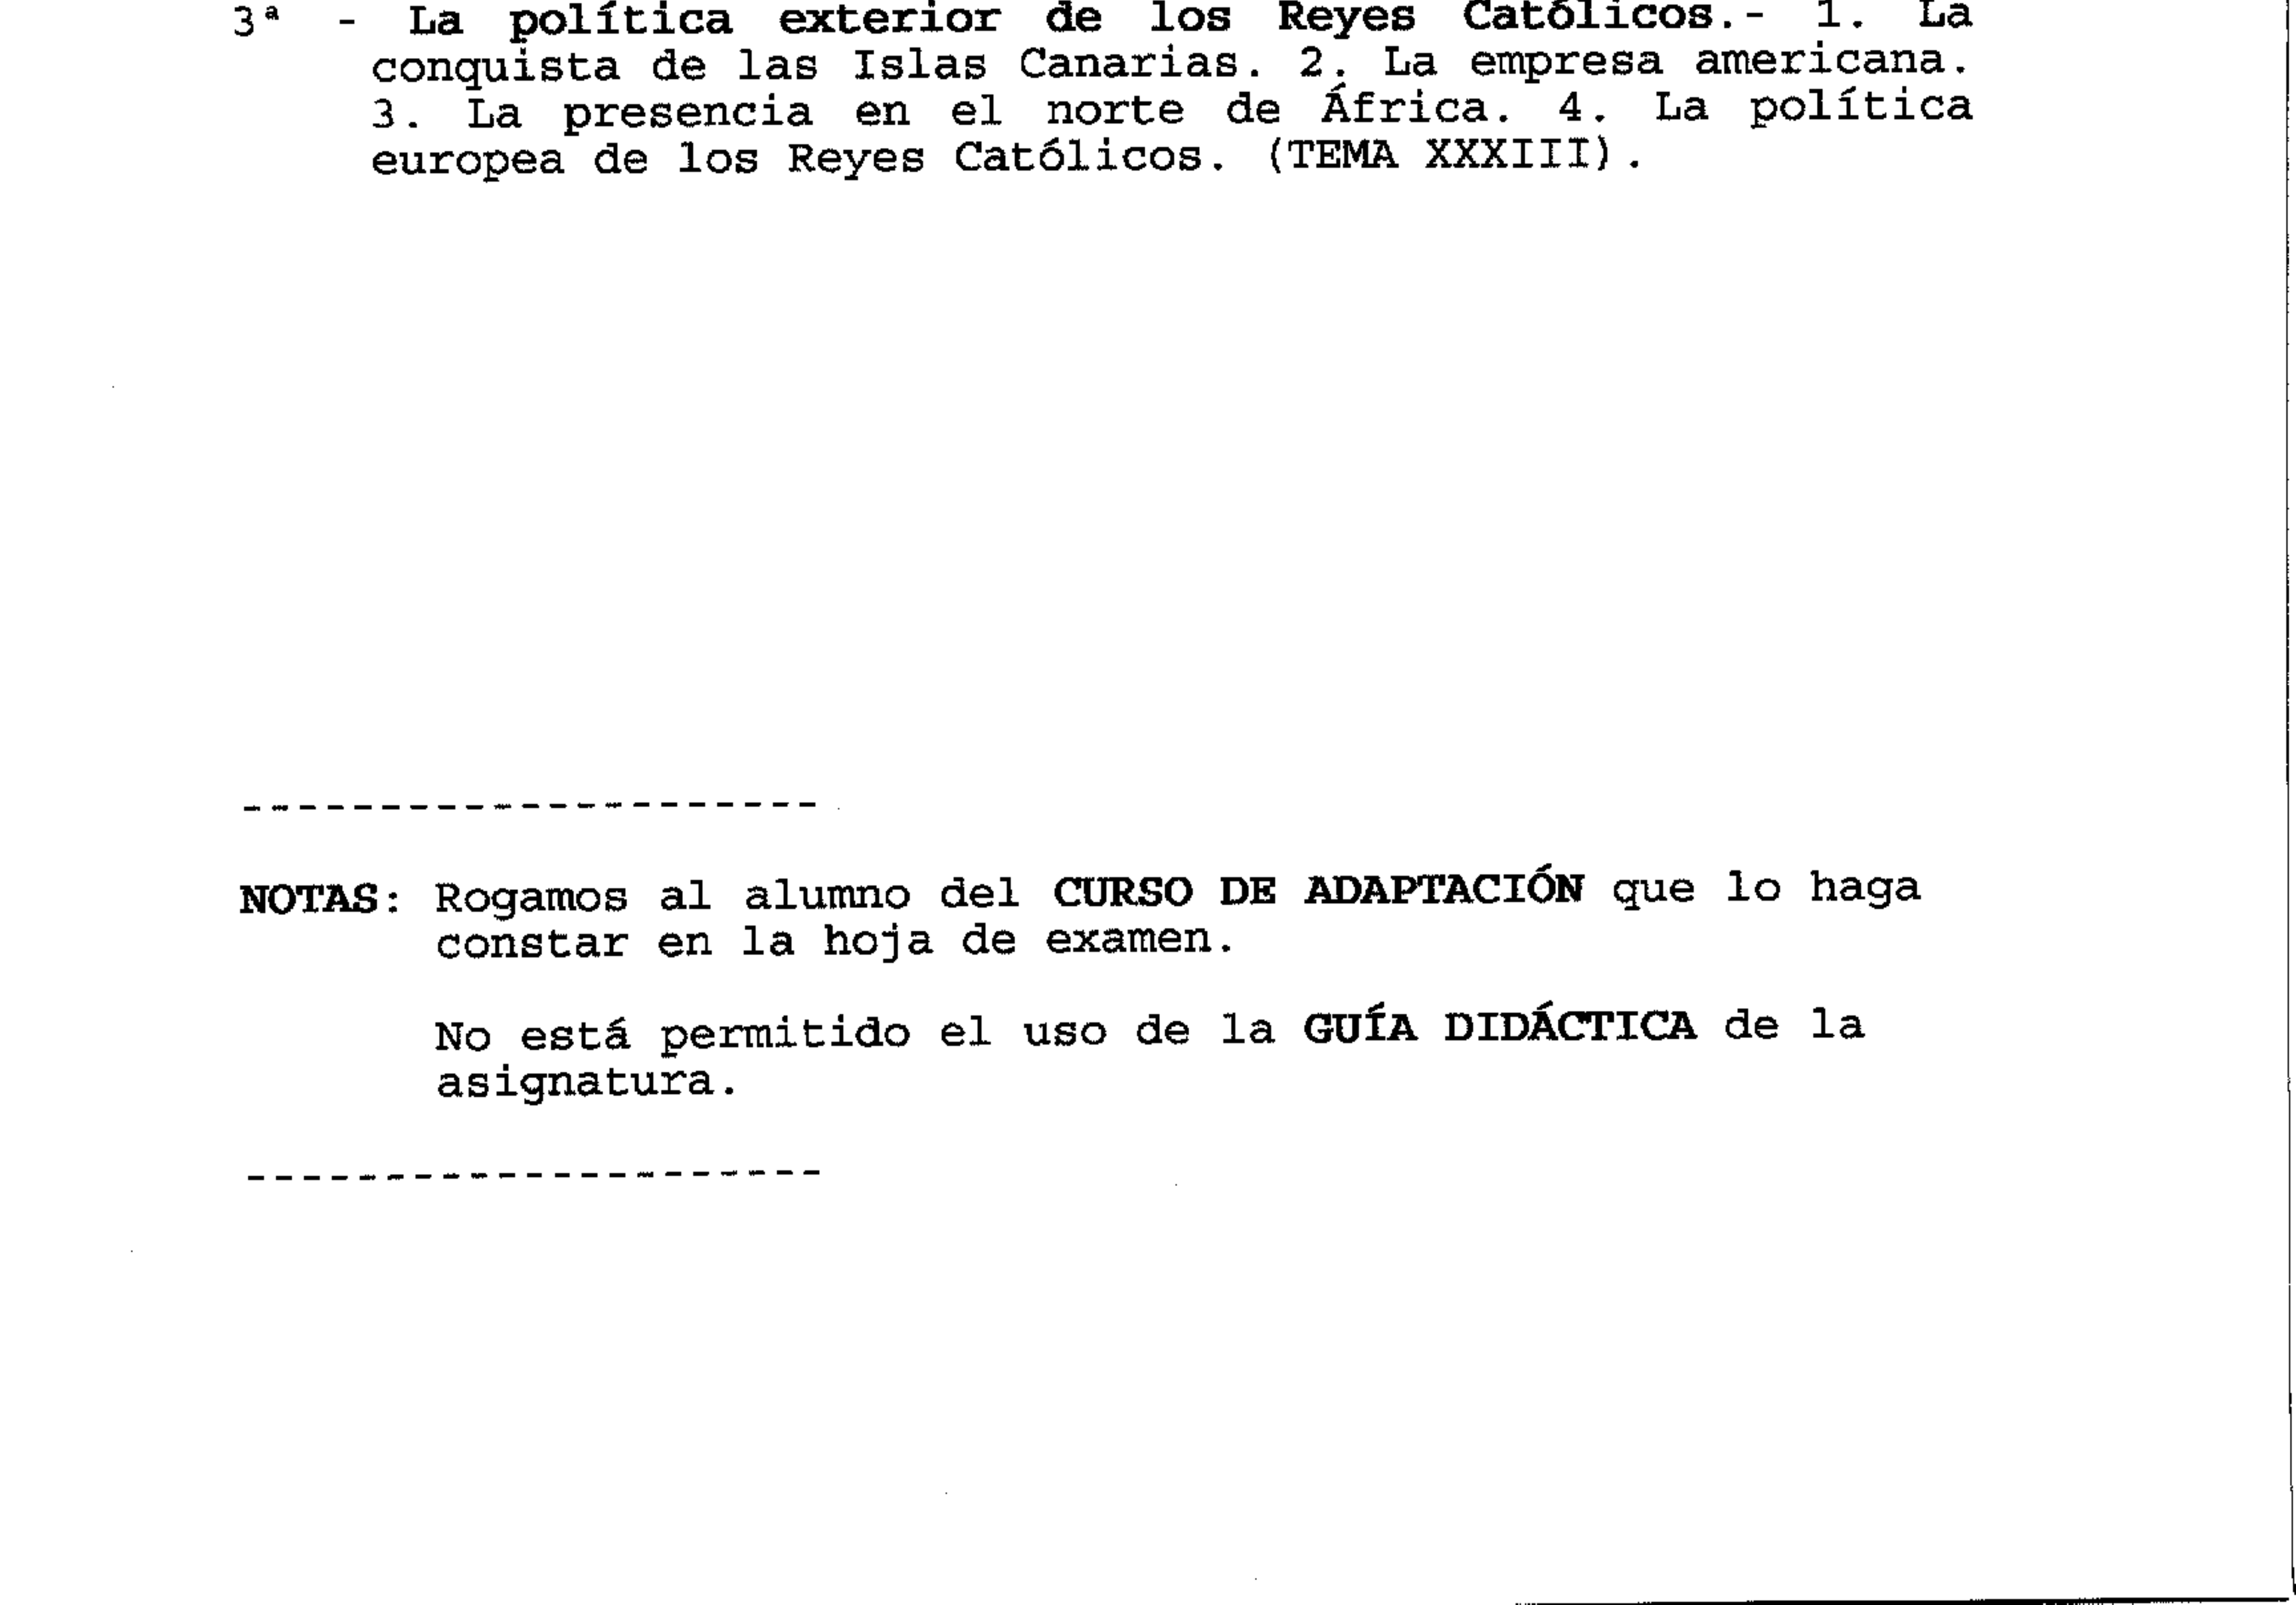 3ª - La política exterior de los Reyes Católicos.- 1. La
conquista de las Islas Canarias. 2. La empresa americana.
3. La presencia en el norte de África. 4. La política
europea de los Reyes Católicos. (TEMA XXXIII).
---------------------
NOTAS: Rogamos al alumno del CURSO DE ADAPTACIÓN que lo haga
constar en la hoja de examen.
No está permitido el uso de la GUÍA DIDÁCTICA de la
asignatura.
---------------------